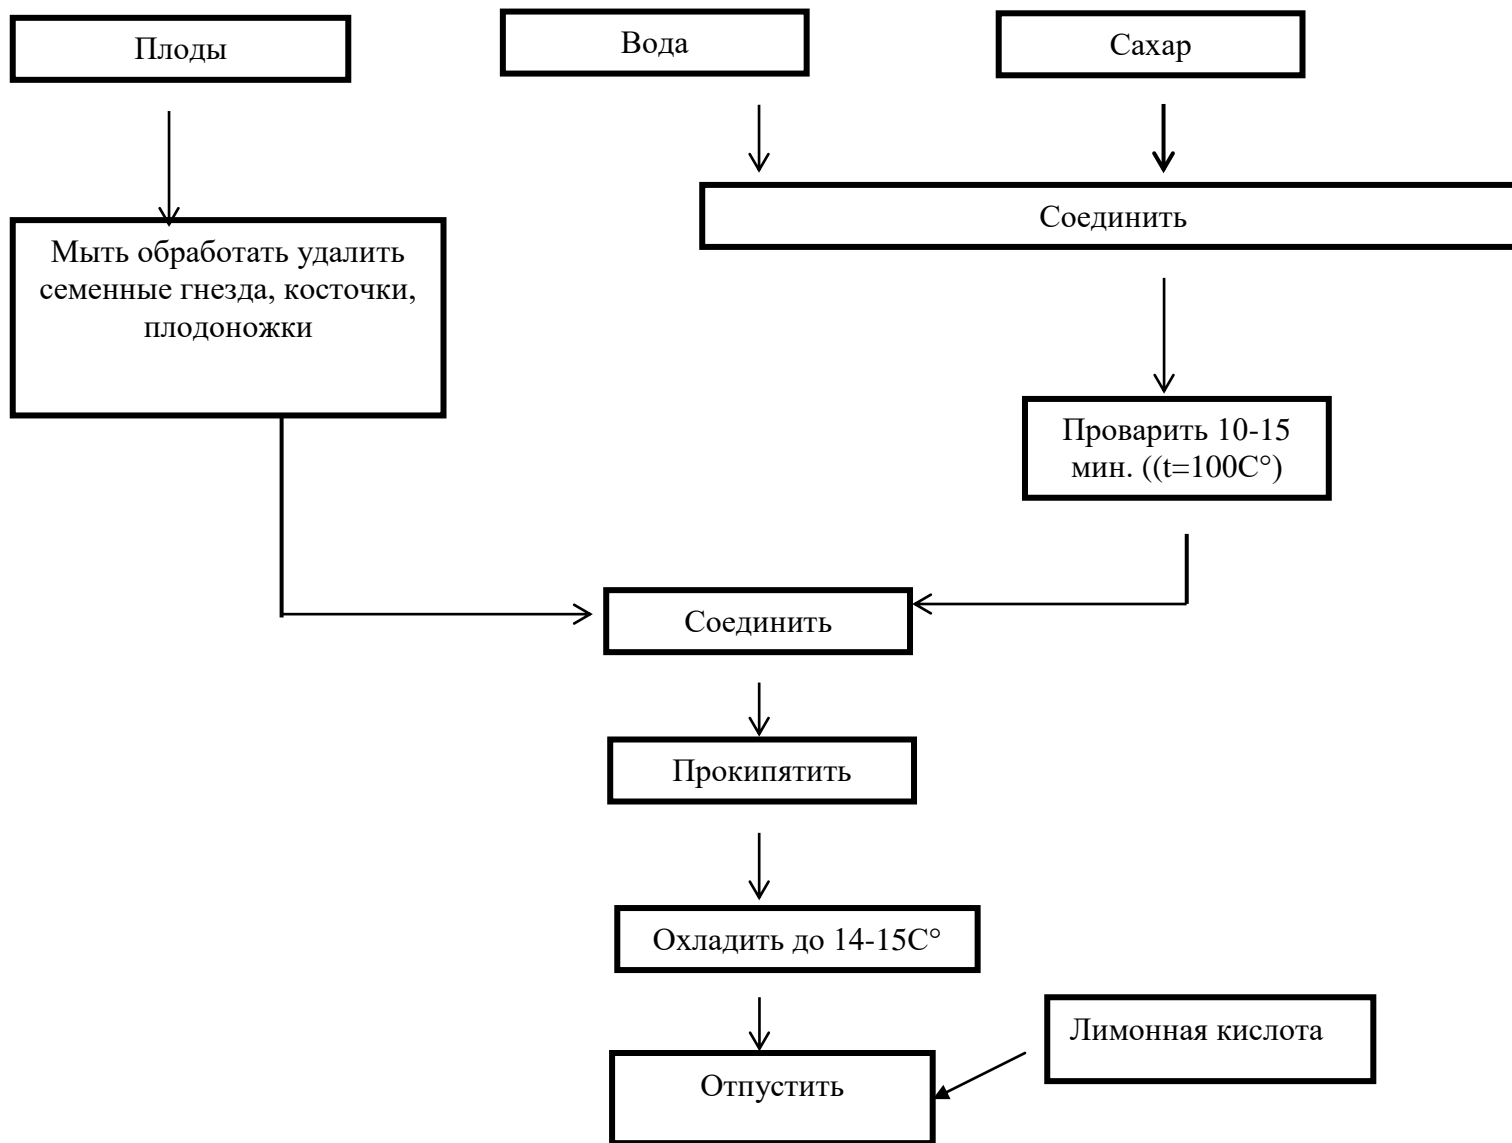 Плоды
Вода
Сахар
Соединить
Мыть обработать удалить
семенные гнезда, косточки,
плодоножки
Проварить 10-15
мин. ((t=100С°)
Соединить
Прокипятить
Охладить до 14-15С°
Лимонная кислота
Отпустить